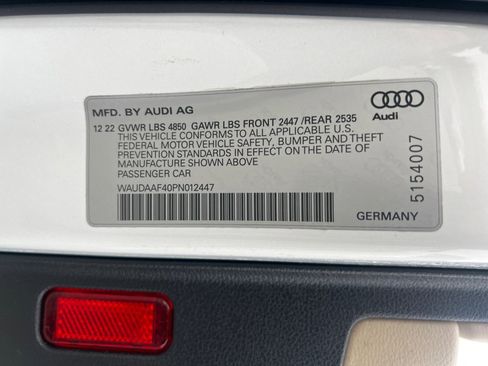 MFD. BY AUDI AG
12 22 GVWR LBS 4850 GAWR LBS FRONT 2447 /REAR 2535
THIS VEHICLE CONFORMS TO ALL APPLICABLE U.S.
FEDERAL MOTOR VEHICLE SAFETY, BUMPER AND THEFT
PREVENTION STANDARDS IN EFFECT ON THE DATE OF
MANUFACTURE SHOWN ABOVE
PASSENGER CAR
WAUDAAF40PN012447
Audi
5154007
GERMANY